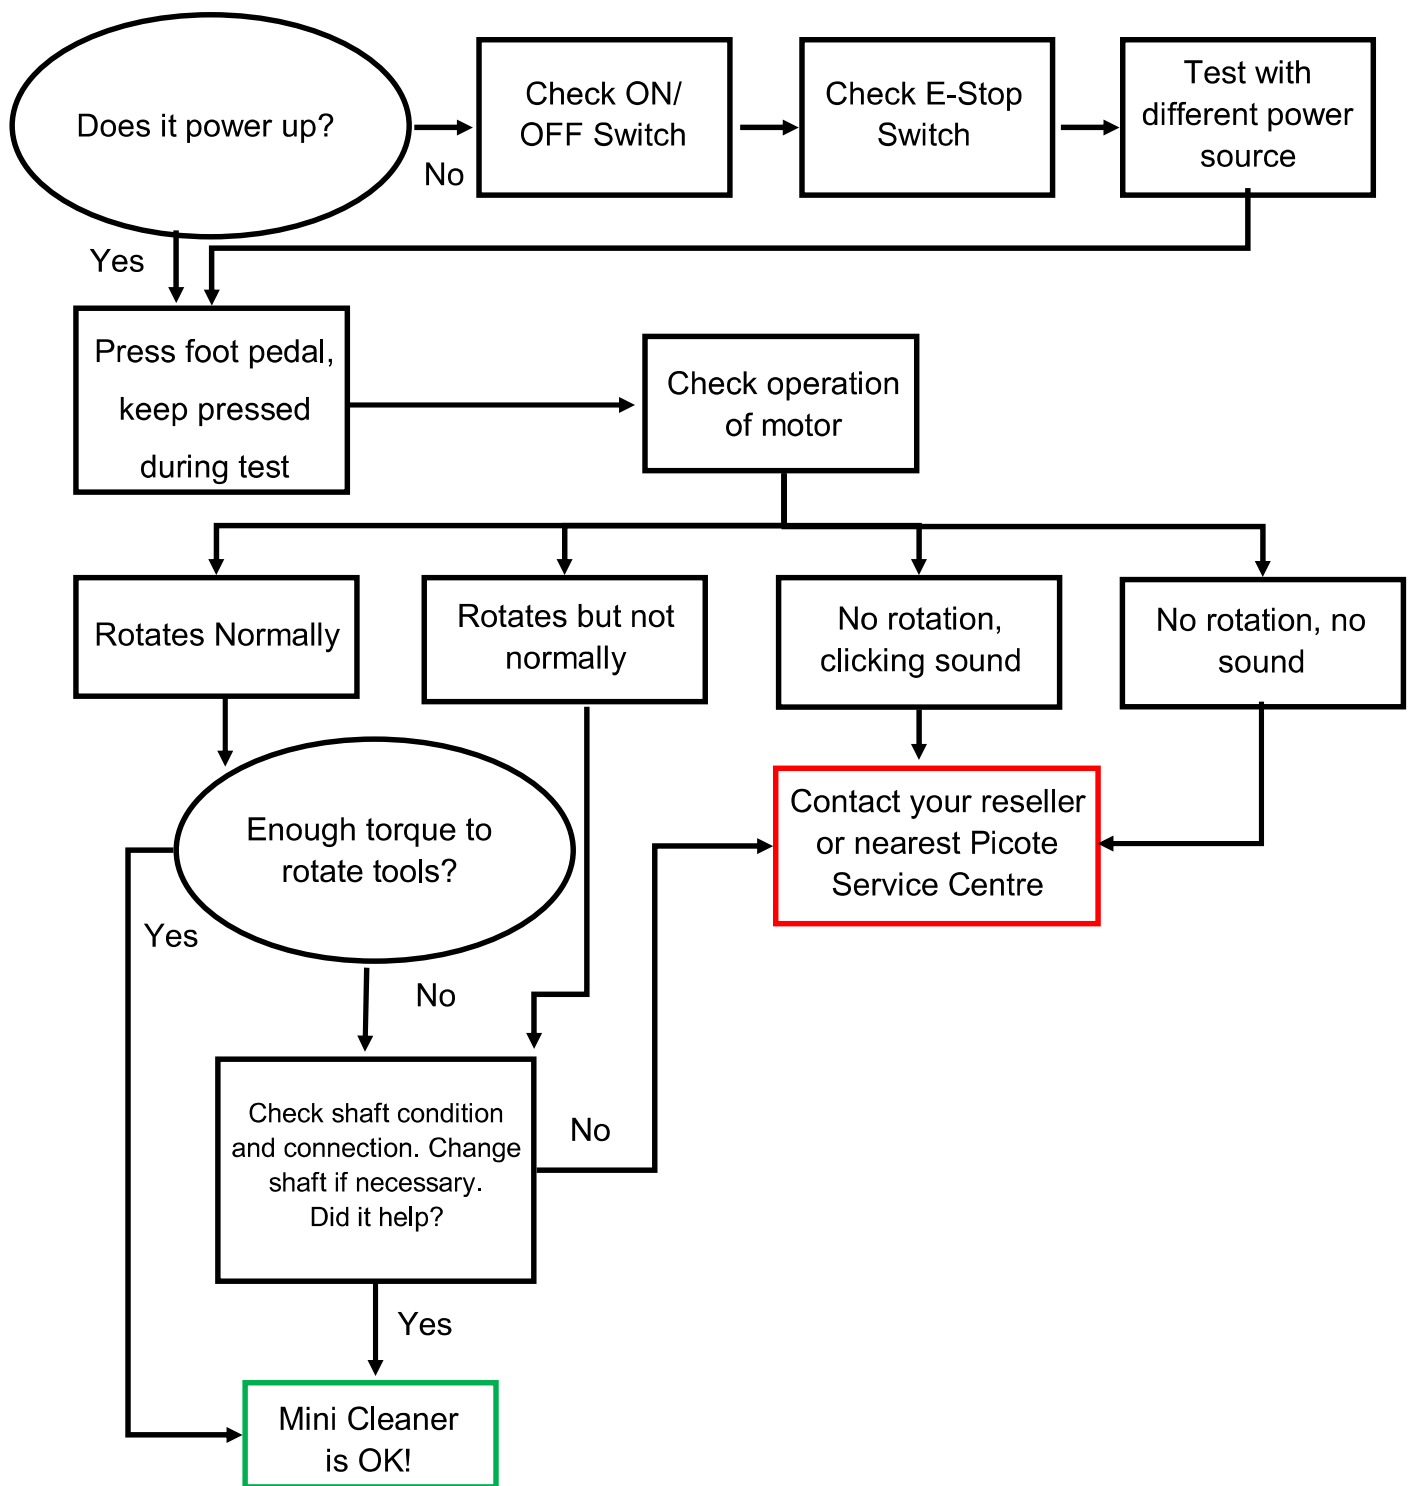 Does it power up?
No
Check ON/
OFF Switch
Check E-Stop
Switch
Test with
different power
source
Yes
Press foot pedal,
keep pressed
during test
Check operation
of motor
Rotates Normally
Rotates but not
normally
No rotation,
clicking sound
No rotation, no
sound
Enough torque to
rotate tools?
Contact your reseller
or nearest Picote
Service Centre
Yes
No
Check shaft condition
and connection. Change
shaft if necessary.
Did it help?
No
Yes
Mini Cleaner
is OK!